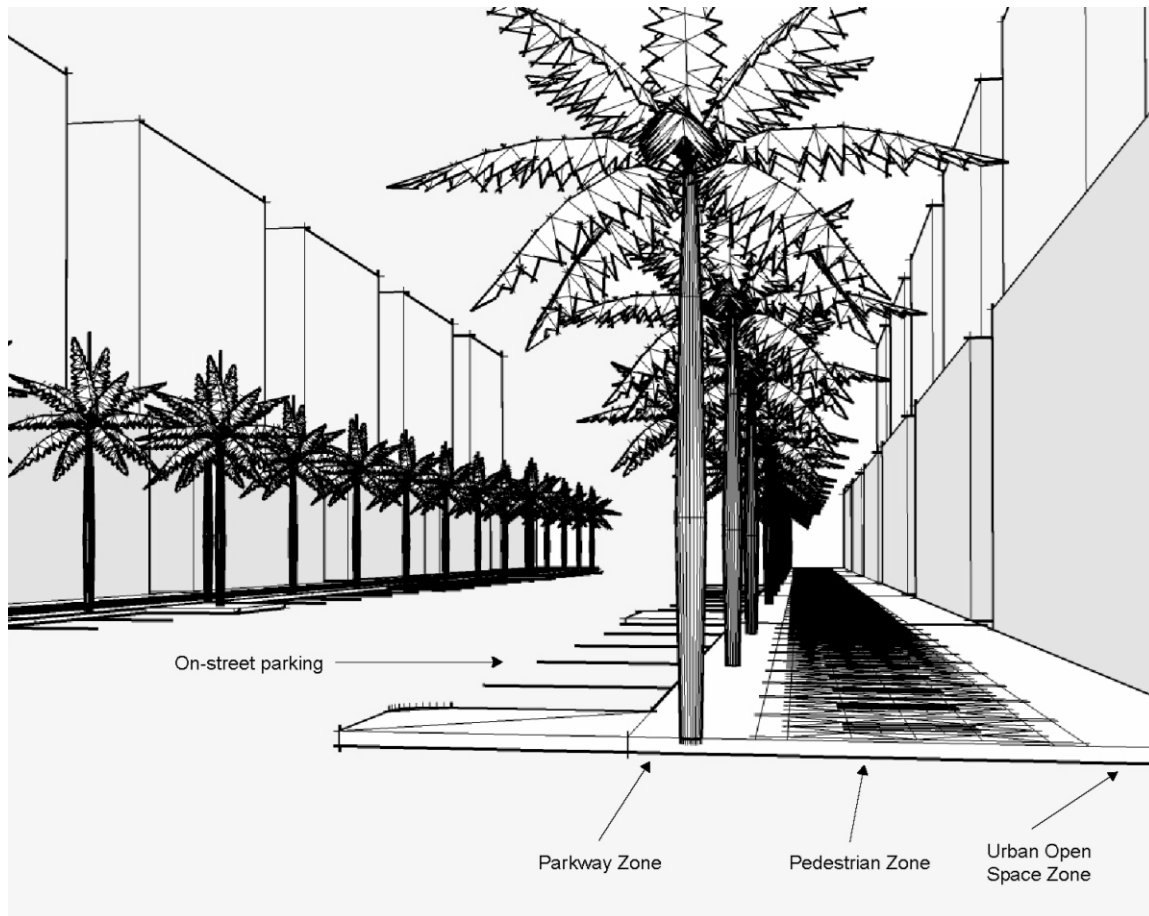 On-street parking
Parkway Zone
Pedestrian Zone
Urban Open
Space Zone